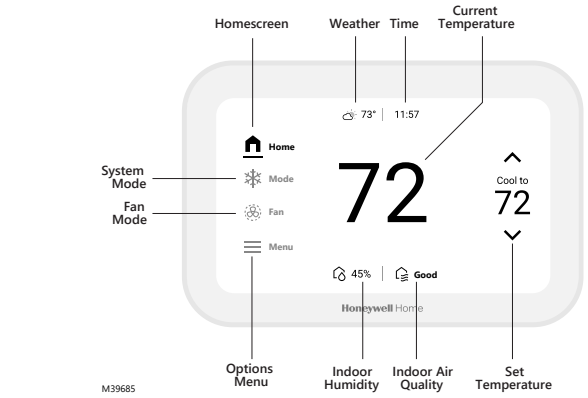 Current
Homescreen Weather Time Temperature
73° 11:57
Home
System
Mode
Mode
Fan
Mode
Fan
Menu
72
Cool to
72
45% Good
Honeywell Home
Options
Menu
Indoor
Humidity
Indoor Air
Quality
Set
Temperature
M39685